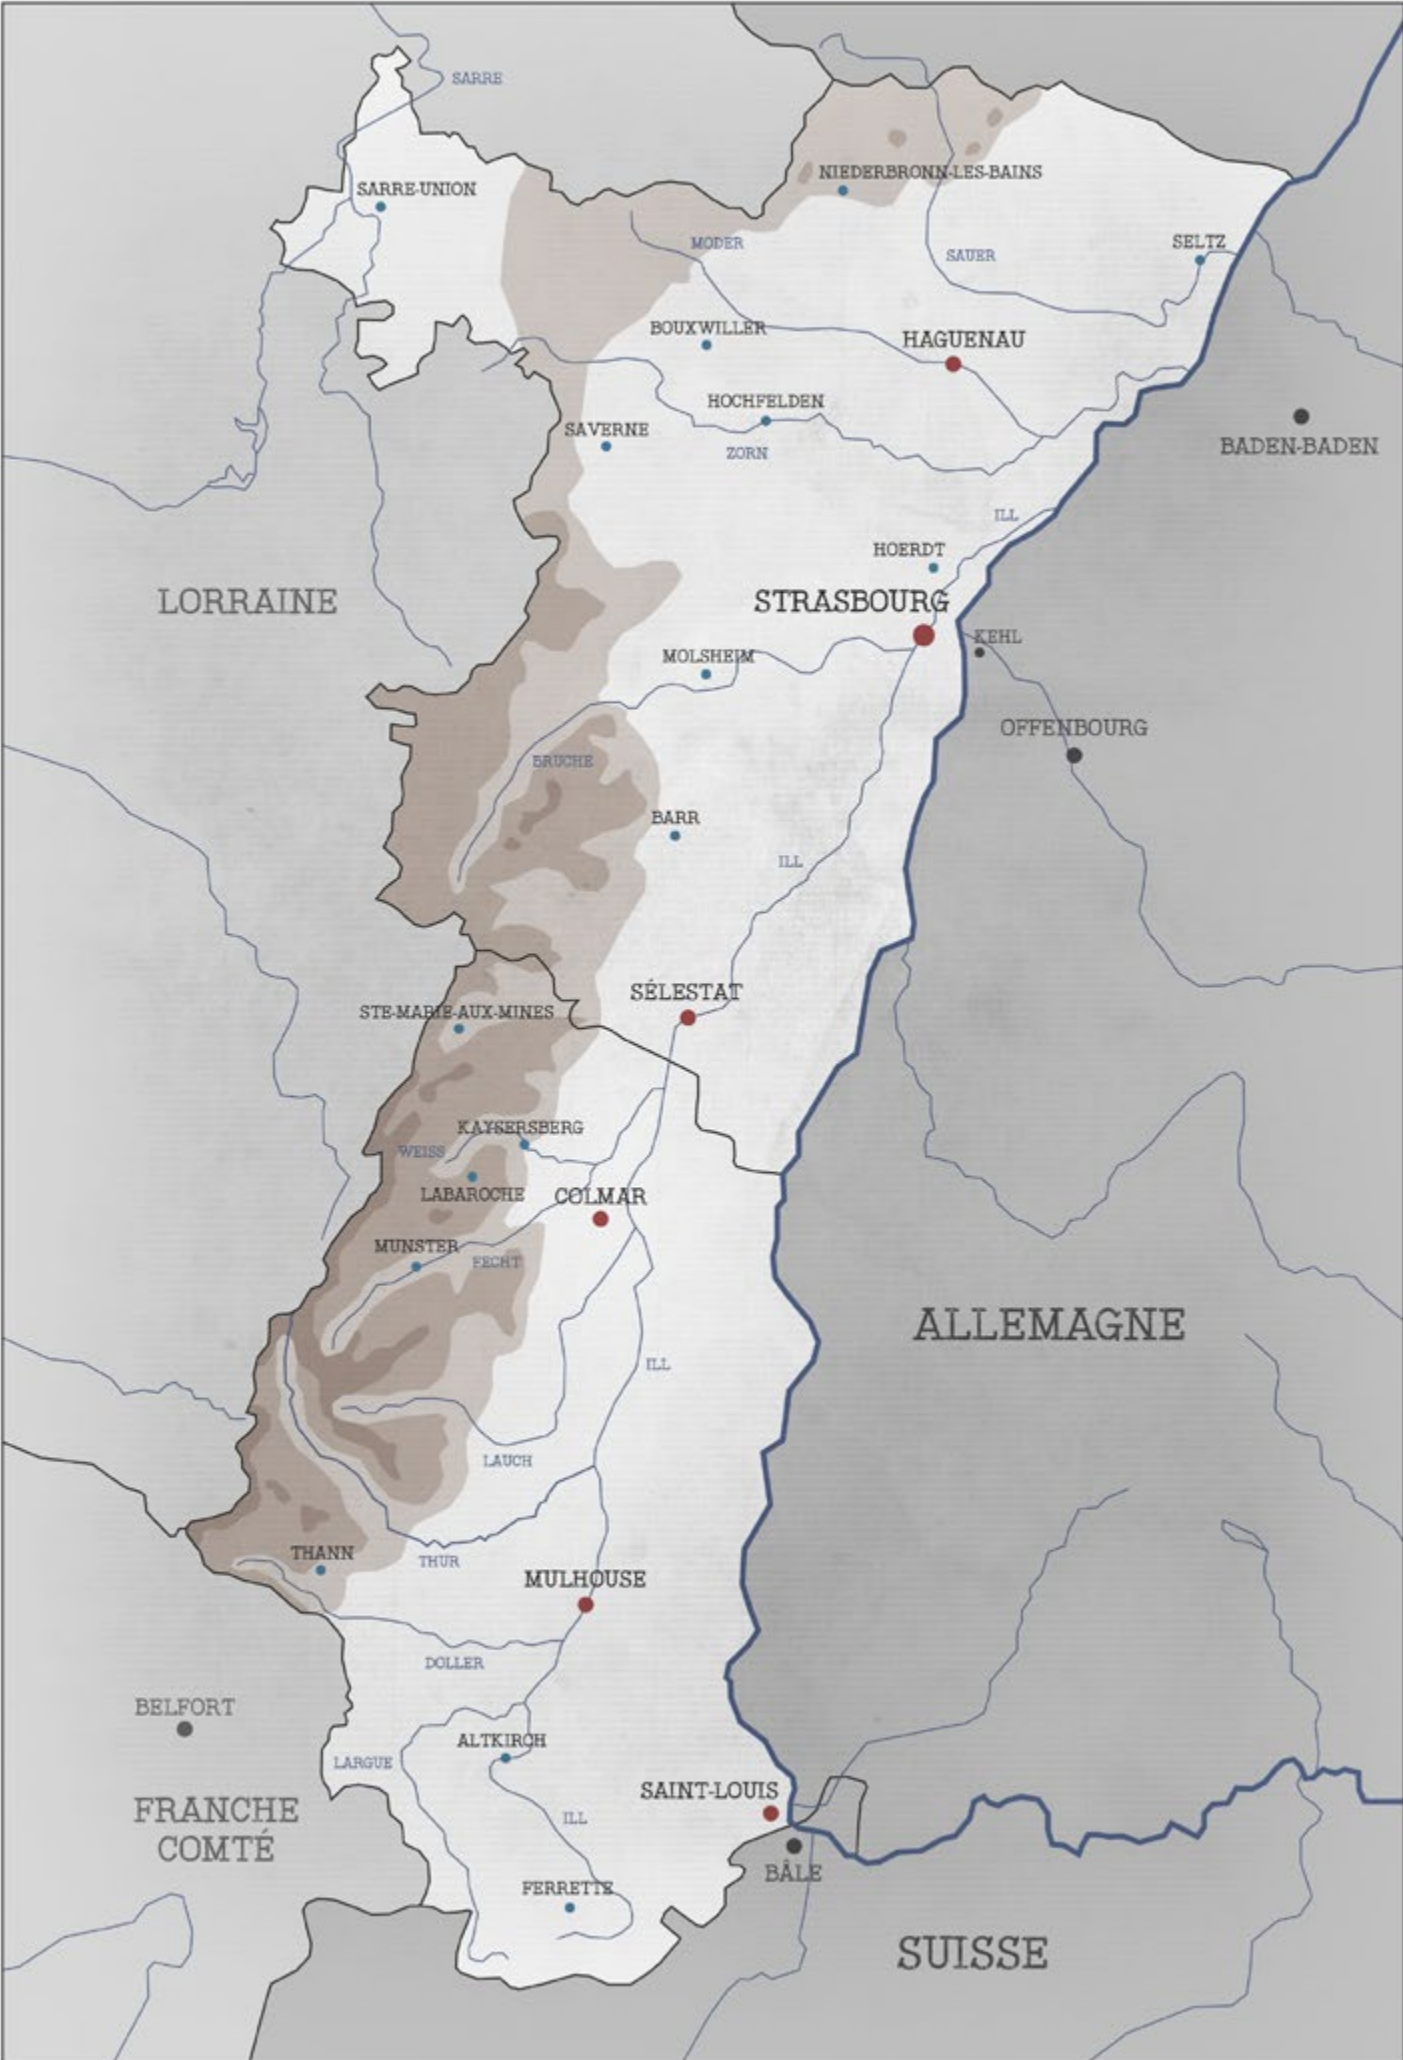 SARRE
NIEDERBRONN-LES-BAINS
SARRE-UNION
MODER
SAUER
SELTZ
BOUXWILLER
HAGUENAU
HOCHFELDEN
SAVERNE
ZORN
BADEN-BADEN
ILL
HOERDT
LORRAINE
STRASBOURG
KEHL
MOLSHEIM
OFFENBOURG
BRUCHE
BARR
ILL
SÉLESTAT
STE-MARIE-AUX-MINES
KAYSERSBERG
WEISS
LABAROCHE
COLMAR
MUNSTER
FECHT
ALLEMAGNE
ILL
LAUCH
THANN
THUR
MULHOUSE
DOLLER
BELFORT
ALTKIRCH
LARGUE
SAINT-LOUIS
FRANCHE
COMTÉ
ILL
BÂLE
FERRETTE
SUISSE